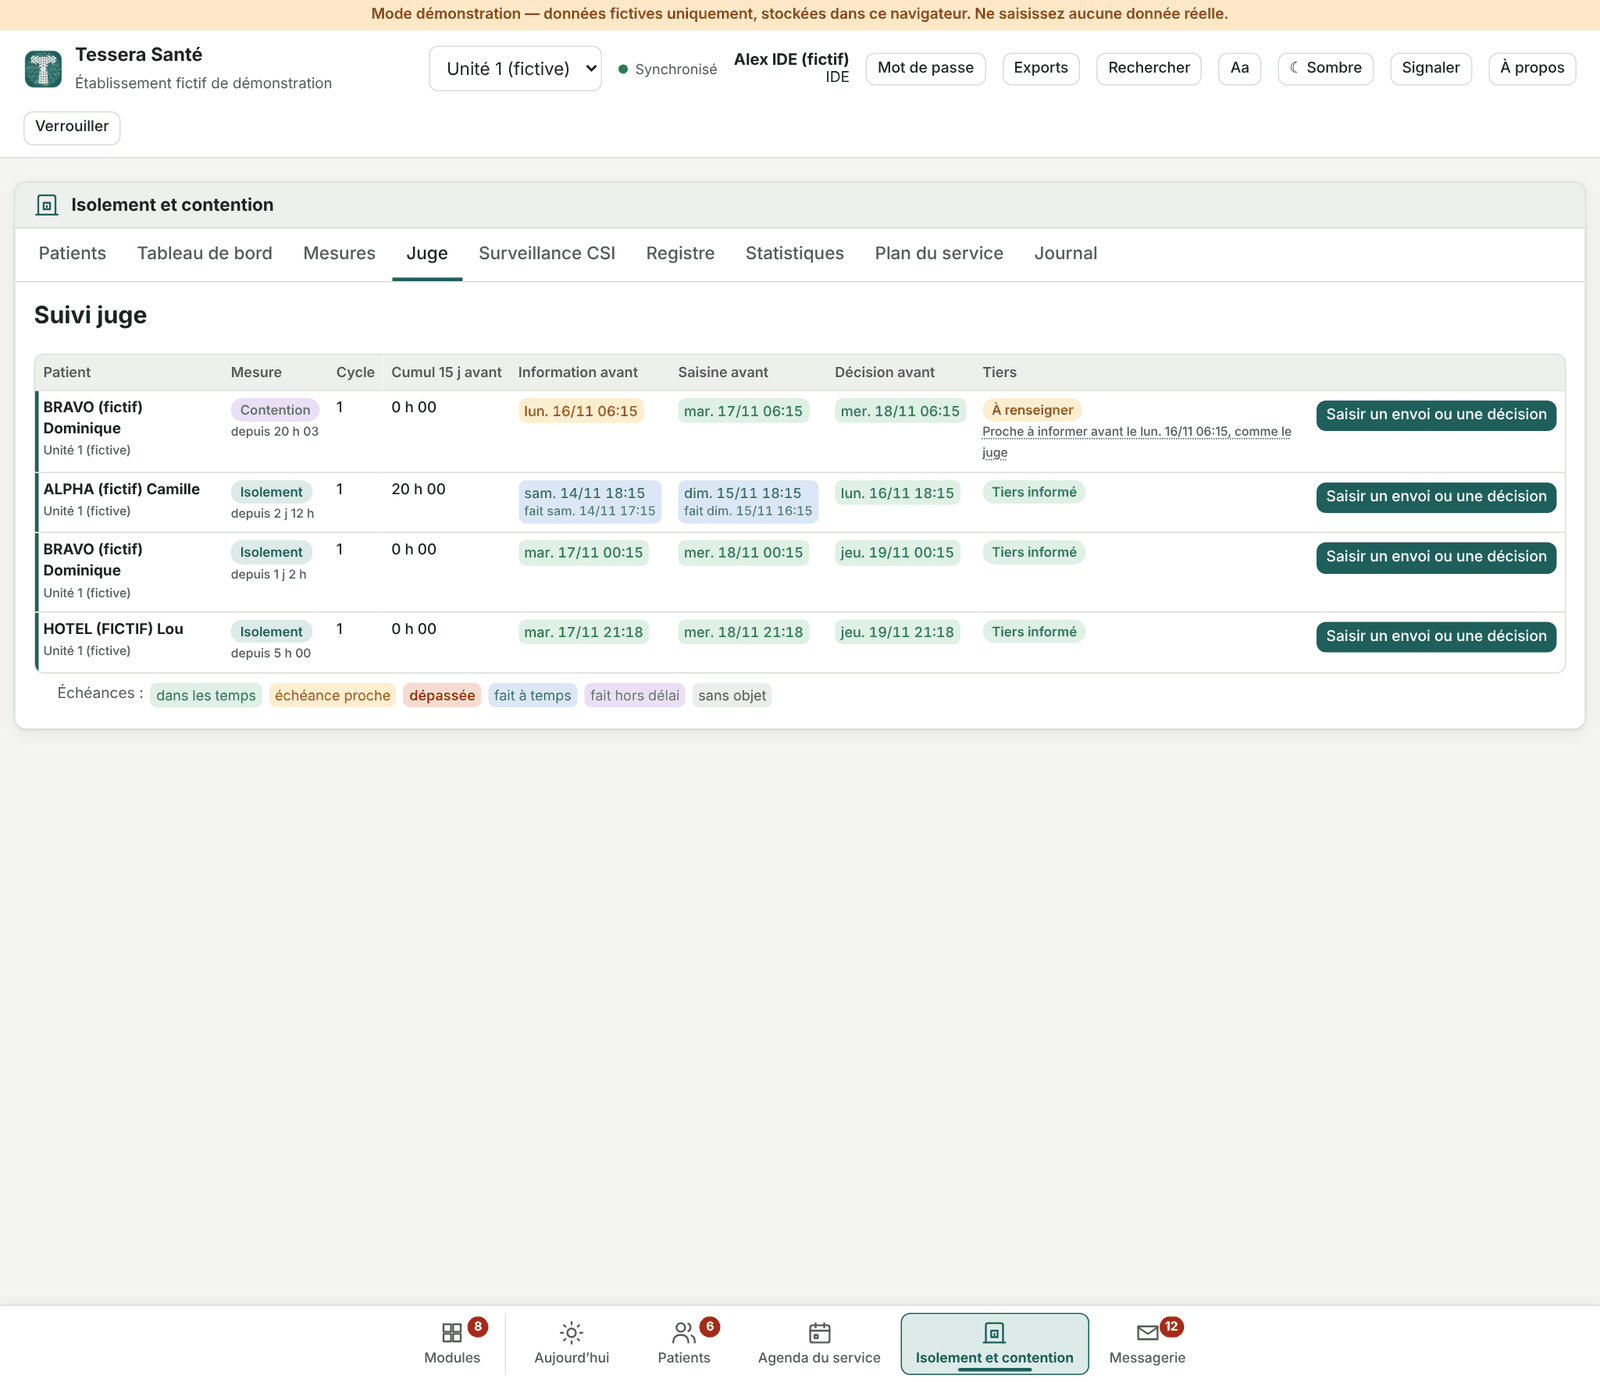 Mode démonstration — données fictives uniquement, stockées dans ce navigateur. Ne saisissez aucune donnée réelle.
Tessera Santé
Établissement fictif de démonstration
Unité 1 (fictive)
Synchronisé
Alex IDE (fictif)
IDE
Mot de passe
Exports
Rechercher
Aa
☾ Sombre
Signaler
À propos
Verrouiller
Isolement et contention
Patients
Tableau de bord
Mesures
Juge
Surveillance CSI
Registre
Statistiques
Plan du service
Journal
Suivi juge
Patient Mesure Cycle Cumul 15 j avant Information avant Saisine avant Décision avant Tiers
BRAVO (fictif) Dominique
Unité 1 (fictive)
Contention
depuis 20 h 03
1
0 h 00
lun. 16/11 06:15
mar. 17/11 06:15
mer. 18/11 06:15
À renseigner
Proche à informer avant le lun. 16/11 06:15, comme le
juge
Saisir un envoi ou une décision
ALPHA (fictif) Camille
Unité 1 (fictive)
Isolement
depuis 2 j 12 h
1
20 h 00
sam. 14/11 18:15
fait sam. 14/11 17:15
dim. 15/11 18:15
fait dim. 15/11 16:15
lun. 16/11 18:15
Tiers informé
Saisir un envoi ou une décision
BRAVO (fictif) Dominique
Unité 1 (fictive)
Isolement
depuis 1 j 2 h
1
0 h 00
mar. 17/11 00:15
mer. 18/11 00:15
jeu. 19/11 00:15
Tiers informé
Saisir un envoi ou une décision
HOTEL (FICTIF) Lou
Unité 1 (fictive)
Isolement
depuis 5 h 00
1
0 h 00
mar. 17/11 21:18
mer. 18/11 21:18
jeu. 19/11 21:18
Tiers informé
Saisir un envoi ou une décision
Échéances : dans les temps échéance proche dépassée fait à temps fait hors délai sans objet
8
Modules
Aujourd’hui
6
Patients
Agenda du service
Isolement et contention
12
Messagerie